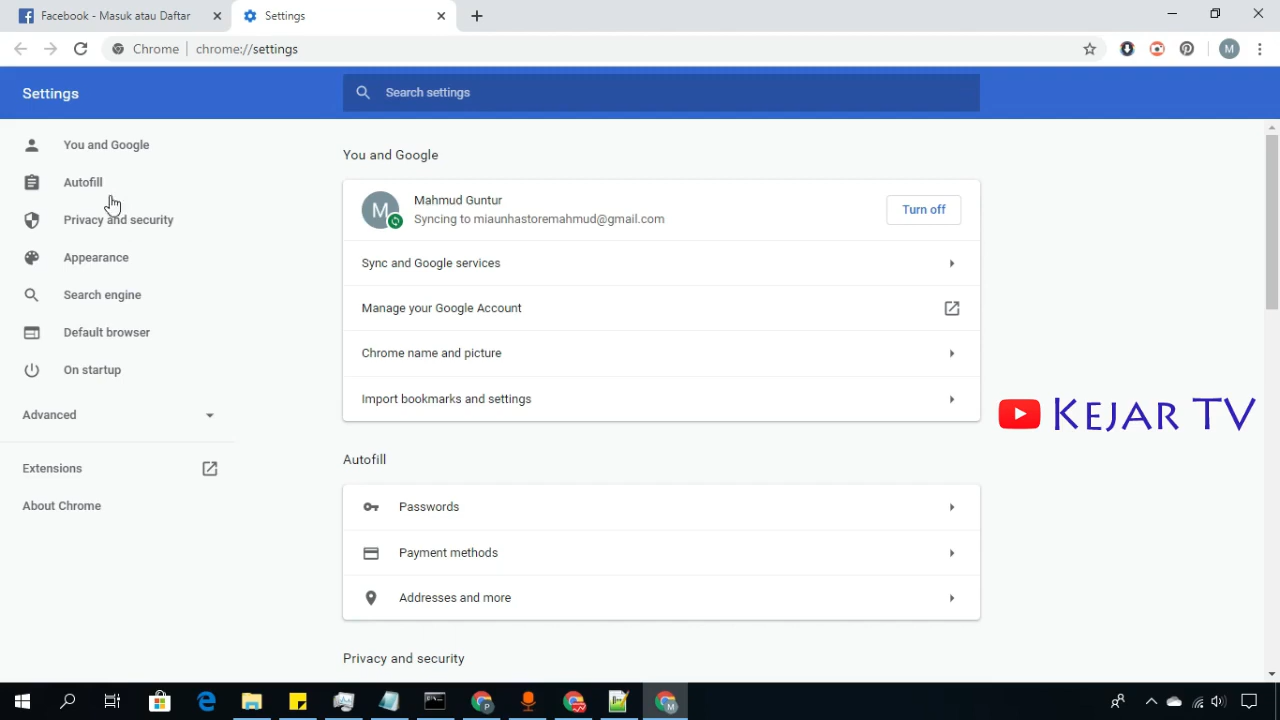 Facebook - Masuk atau Daftar
Settings
Chrome
chrome://settings
M
Settings
Search settings
You and Google
Autofill
Privacy and security
Appearance
Search engine
Default browser
On startup
Advanced
Extensions
About Chrome
You and Google
M
Mahmud Guntur
Syncing to miaunhastoremahmud@gmail.com
Turn off
Sync and Google services
Manage your Google Account
Chrome name and picture
Import bookmarks and settings
Kejar TV
Autofill
Passwords
Payment methods
Addresses and more
Privacy and security
P
M